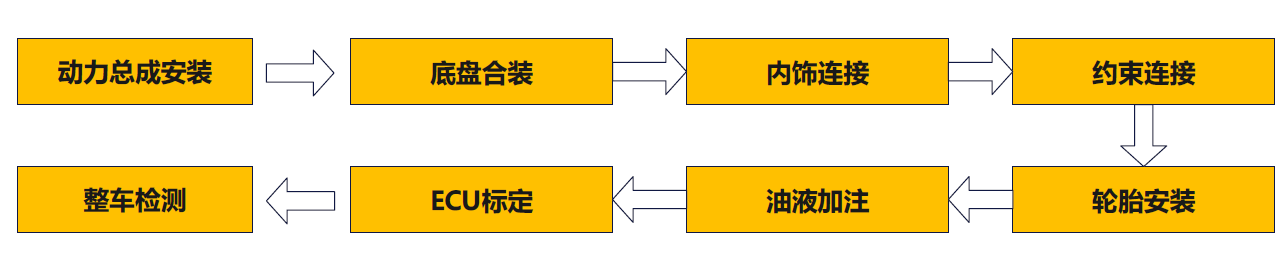 动力总成安装
底盘合装
内饰连接
约束连接
轮胎安装
油液加注
ECU标定
整车检测